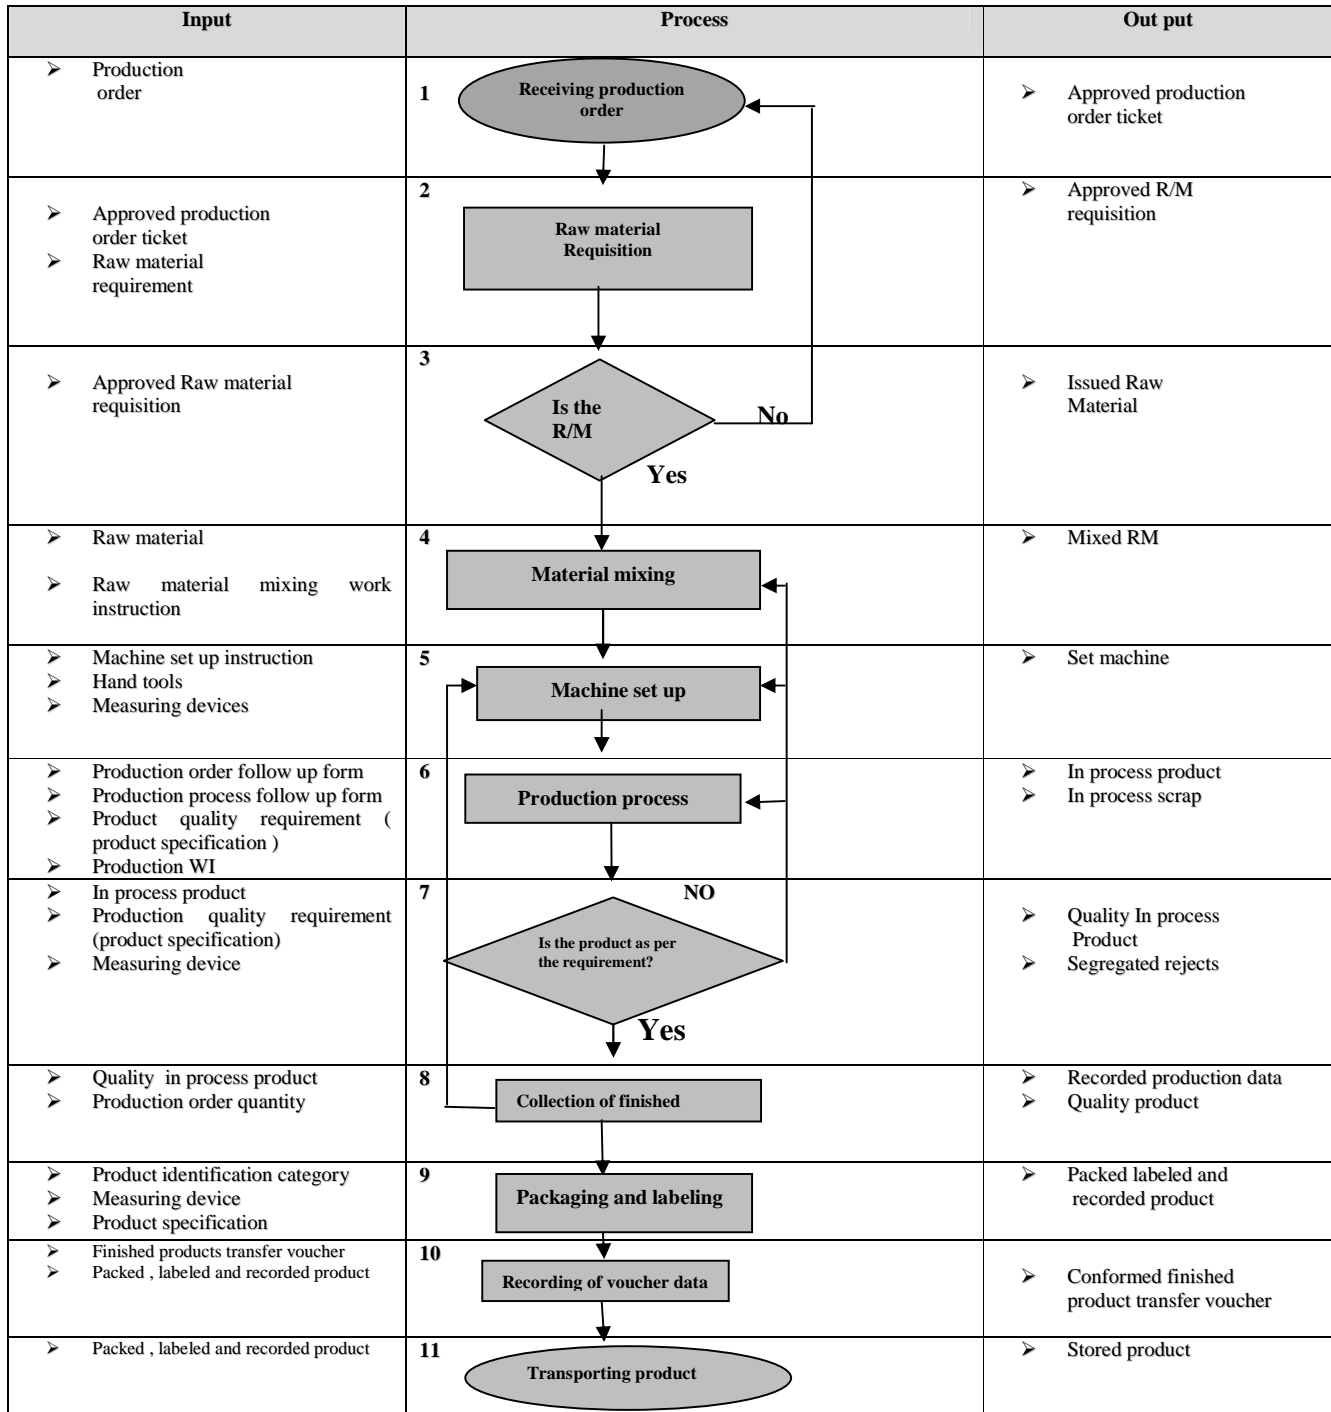 Input Process Out put
Production
order
1
Receiving production
order
Approved production
order ticket
Approved production
order ticket
Raw material
requirement
2
Raw material
Requisition
Approved R/M
requisition
Approved Raw material
requisition
3
Is the
R/M
No
Yes
Issued Raw
Material
Raw material
Raw material mixing work
instruction
4
Material mixing
Mixed RM
Machine set up instruction
Hand tools
Measuring devices
5
Machine set up
Set machine
Production order follow up form
Production process follow up form
Product quality requirement (
product specification )
Production WI
6
Production process
In process product
In process scrap
In process product
Production quality requirement
(product specification)
Measuring device
7
NO
Is the product as per
the requirement?
Yes
Quality In process
Product
Segregated rejects
Quality in process product
Production order quantity
8
Collection of finished
Recorded production data
Quality product
Product identification category
Measuring device
Product specification
9
Packaging and labeling
Packed labeled and
recorded product
Finished products transfer voucher
Packed , labeled and recorded product
10
Recording of voucher data
Conformed finished
product transfer voucher
Packed , labeled and recorded product
11
Transporting product
Stored product